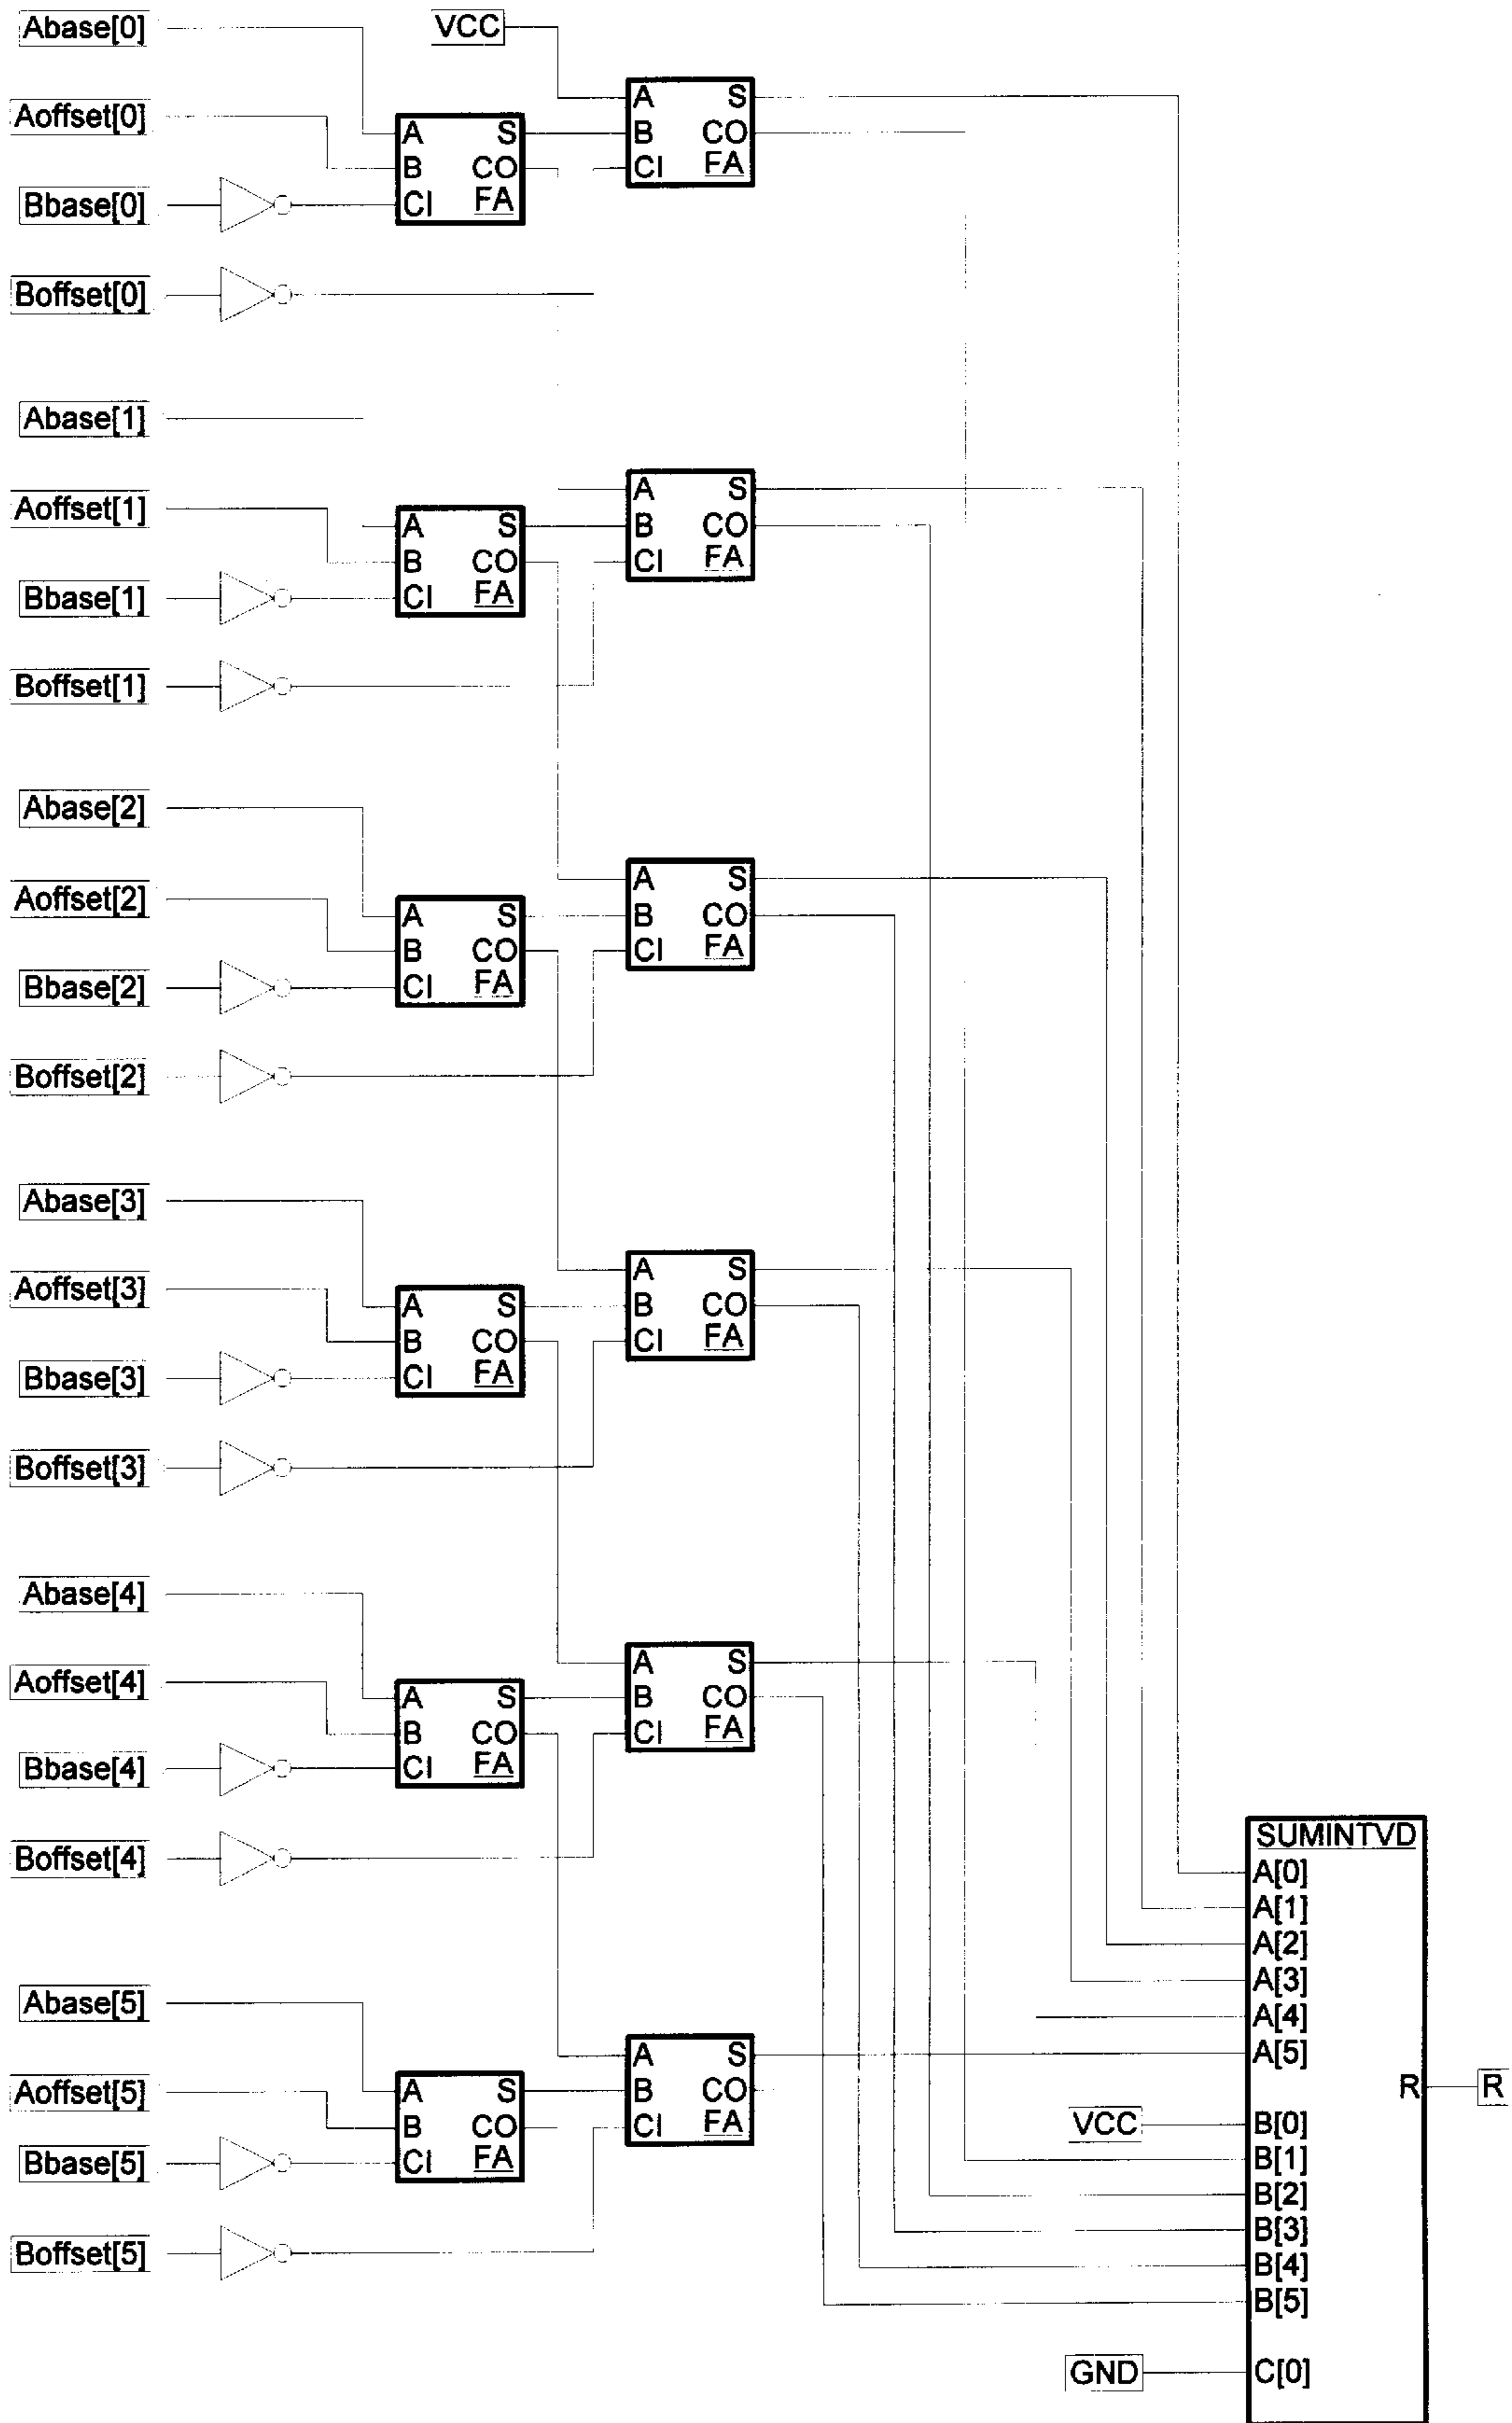 Abase[0]
VCC
Aoffset[0]
A S
B CO
CI FA
A S
B CO
CI FA
Bbase[0]
Boffset[0]
Abase[1]
Aoffset[1]
A S
B CO
CI FA
A S
B CO
CI FA
Bbase[1]
Boffset[1]
Abase[2]
Aoffset[2]
A S
B CO
CI FA
A S
B CO
CI FA
Bbase[2]
Boffset[2]
Abase[3]
Aoffset[3]
A S
B CO
CI FA
A S
B CO
CI FA
Bbase[3]
Boffset[3]
Abase[4]
Aoffset[4]
A S
B CO
CI FA
A S
B CO
CI FA
Bbase[4]
Boffset[4]
Abase[5]
Aoffset[5]
A S
B CO
CI FA
A S
B CO
CI FA
Bbase[5]
Boffset[5]
SUMINTVD
A[0]
A[1]
A[2]
A[3]
A[4]
A[5]
R R
VCC B[0]
B[1]
B[2]
B[3]
B[4]
B[5]
GND C[0]